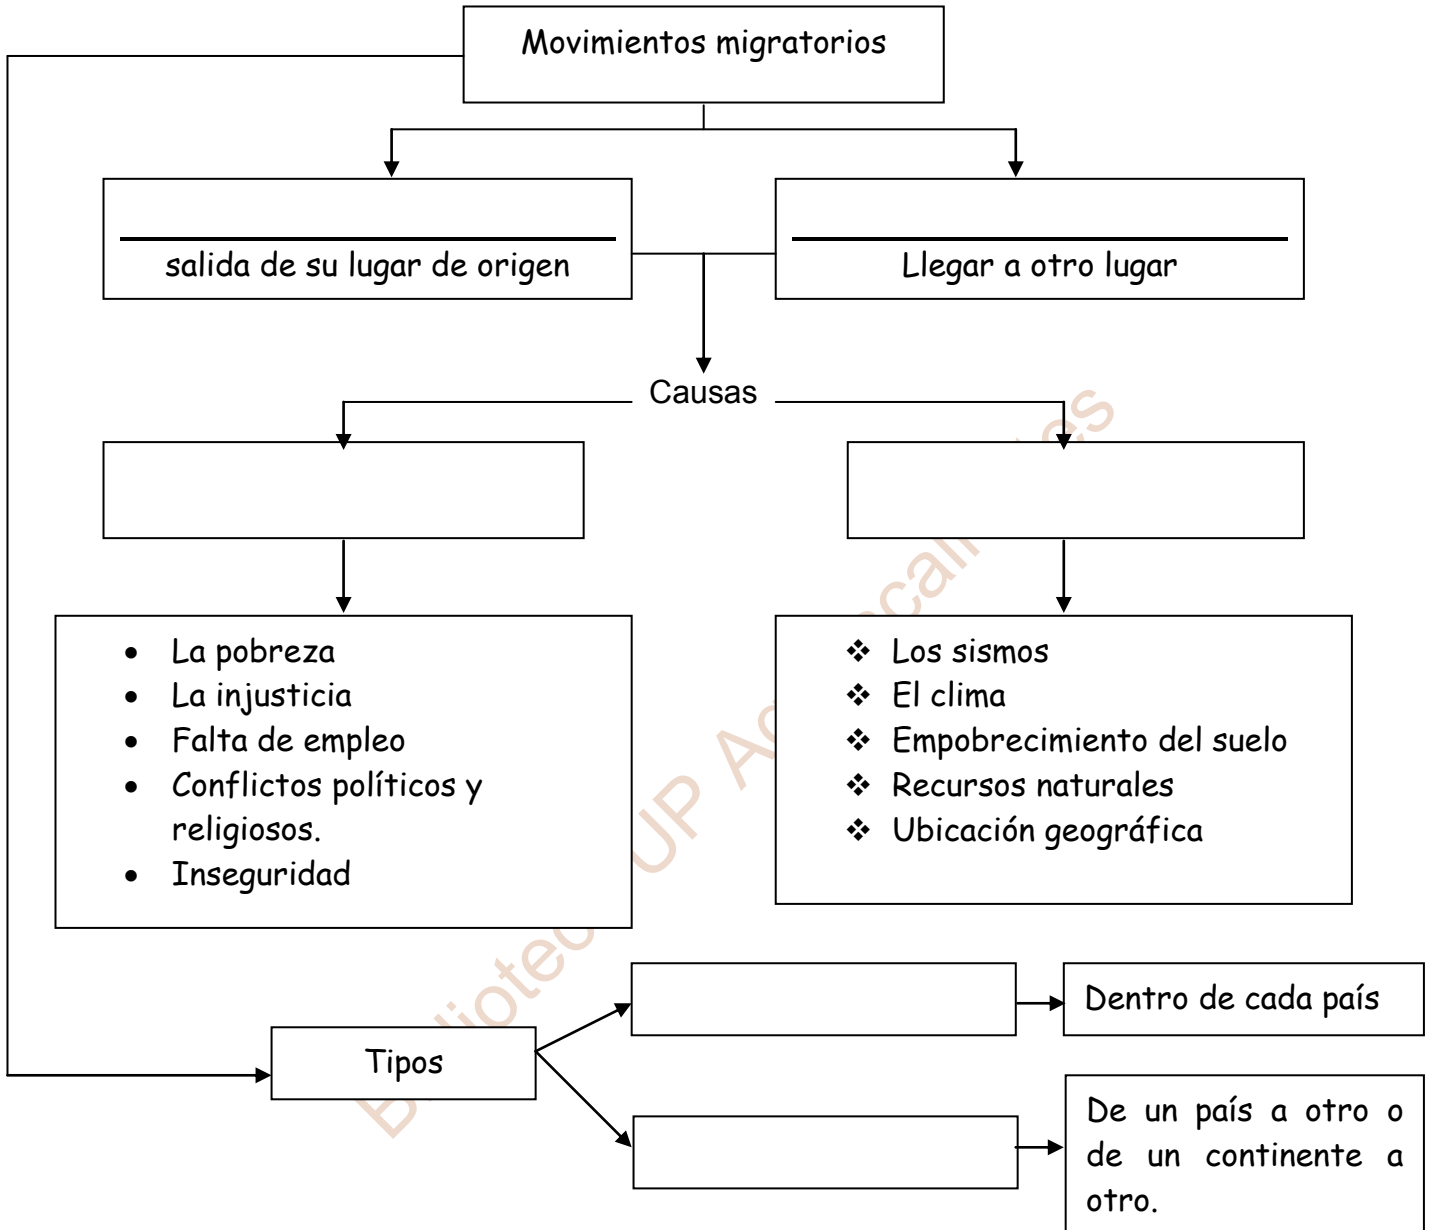 Movimientos migratorios
salida de su lugar de origen
Llegar a otro lugar
Causas
• La pobreza
• La injusticia
• Falta de empleo
• Conflictos políticos y
religiosos.
• Inseguridad
❖ Los sismos
❖ El clima
❖ Empobrecimiento del suelo
❖ Recursos naturales
❖ Ubicación geográfica
Tipos
Dentro de cada país
De un país a otro o
de un continente a
otro.
UP